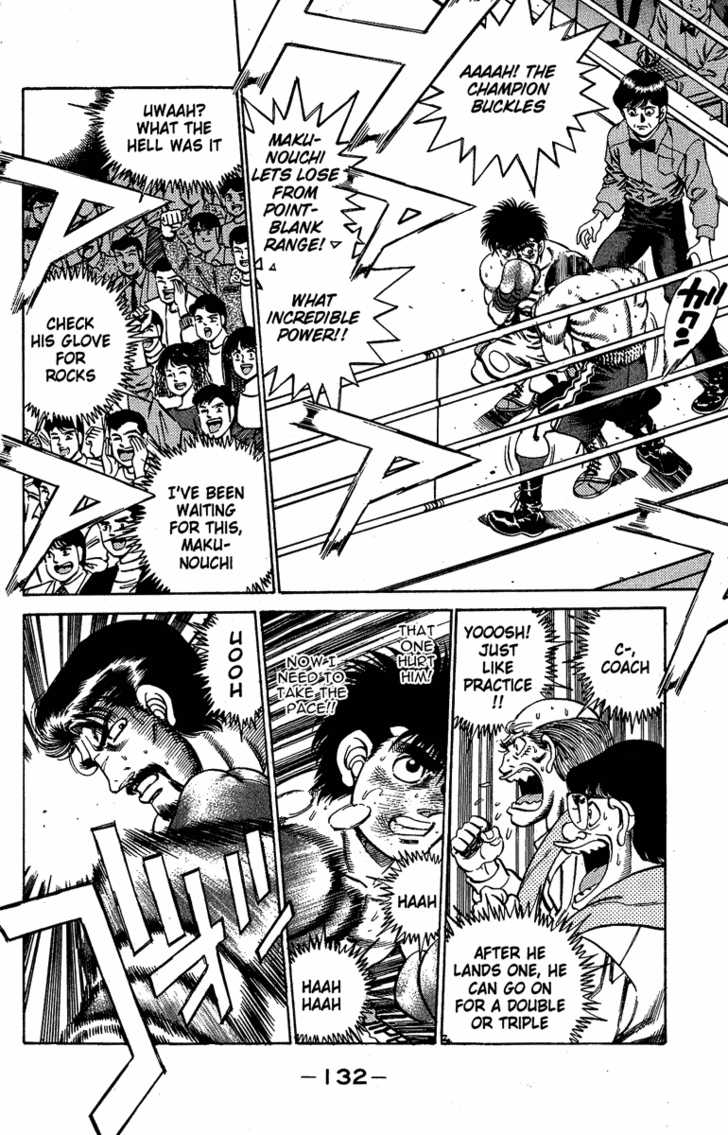 AAAAH! THE
CHAMPION
BUCKLES
MAKU-
NOUCHI
LETS LOSE
FROM
POINT-
BLANK
RANGE!
WHAT
INCREDIBLE
POWER!!
ガクン
UWAAH?
WHAT THE
HELL WAS IT
CHECK
HIS GLOVE
FOR
ROCKS
I'VE BEEN
WAITING
FOR THIS,
MAKU-
NOUCHI
C-,
COACH
YOOOSH!
JUST
LIKE
PRACTICE
!!
AFTER HE
LANDS ONE, HE
CAN GO ON
FOR A DOUBLE
OR TRIPLE
THAT
ONE
HURT
HIM!
NOW I
NEED TO
TAKE THE
PACE!!
HAAH
HAAH
HAAH
UOOH
—132—